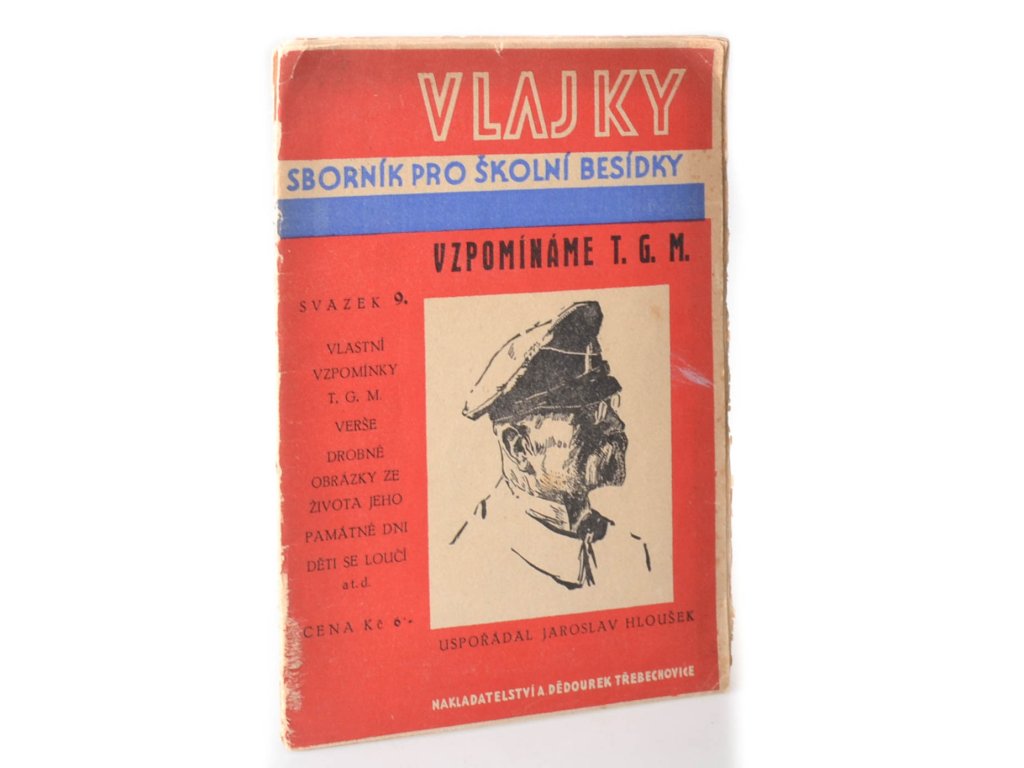 VLAJKY
SBORNÍK PRO ŠKOLNÍ BESÍDKY
VZPOMÍNÁME T. G. M.
SVAZEK 9.
VLASTNÍ
VZPOMÍNKY
T. G. M.
VERŠE
DROBNÉ
OBRÁZKY ZE
ŽIVOTA JEHO
PAMÁTNÉ DNI
DĚTI SE LOUČÍ
atd.
CENA Kč 6·-
USPOŘÁDAL JAROSLAV HLOUŠEK
NAKLADATELSTVÍ A. DĚDOUREK TŘEBECHOVICE